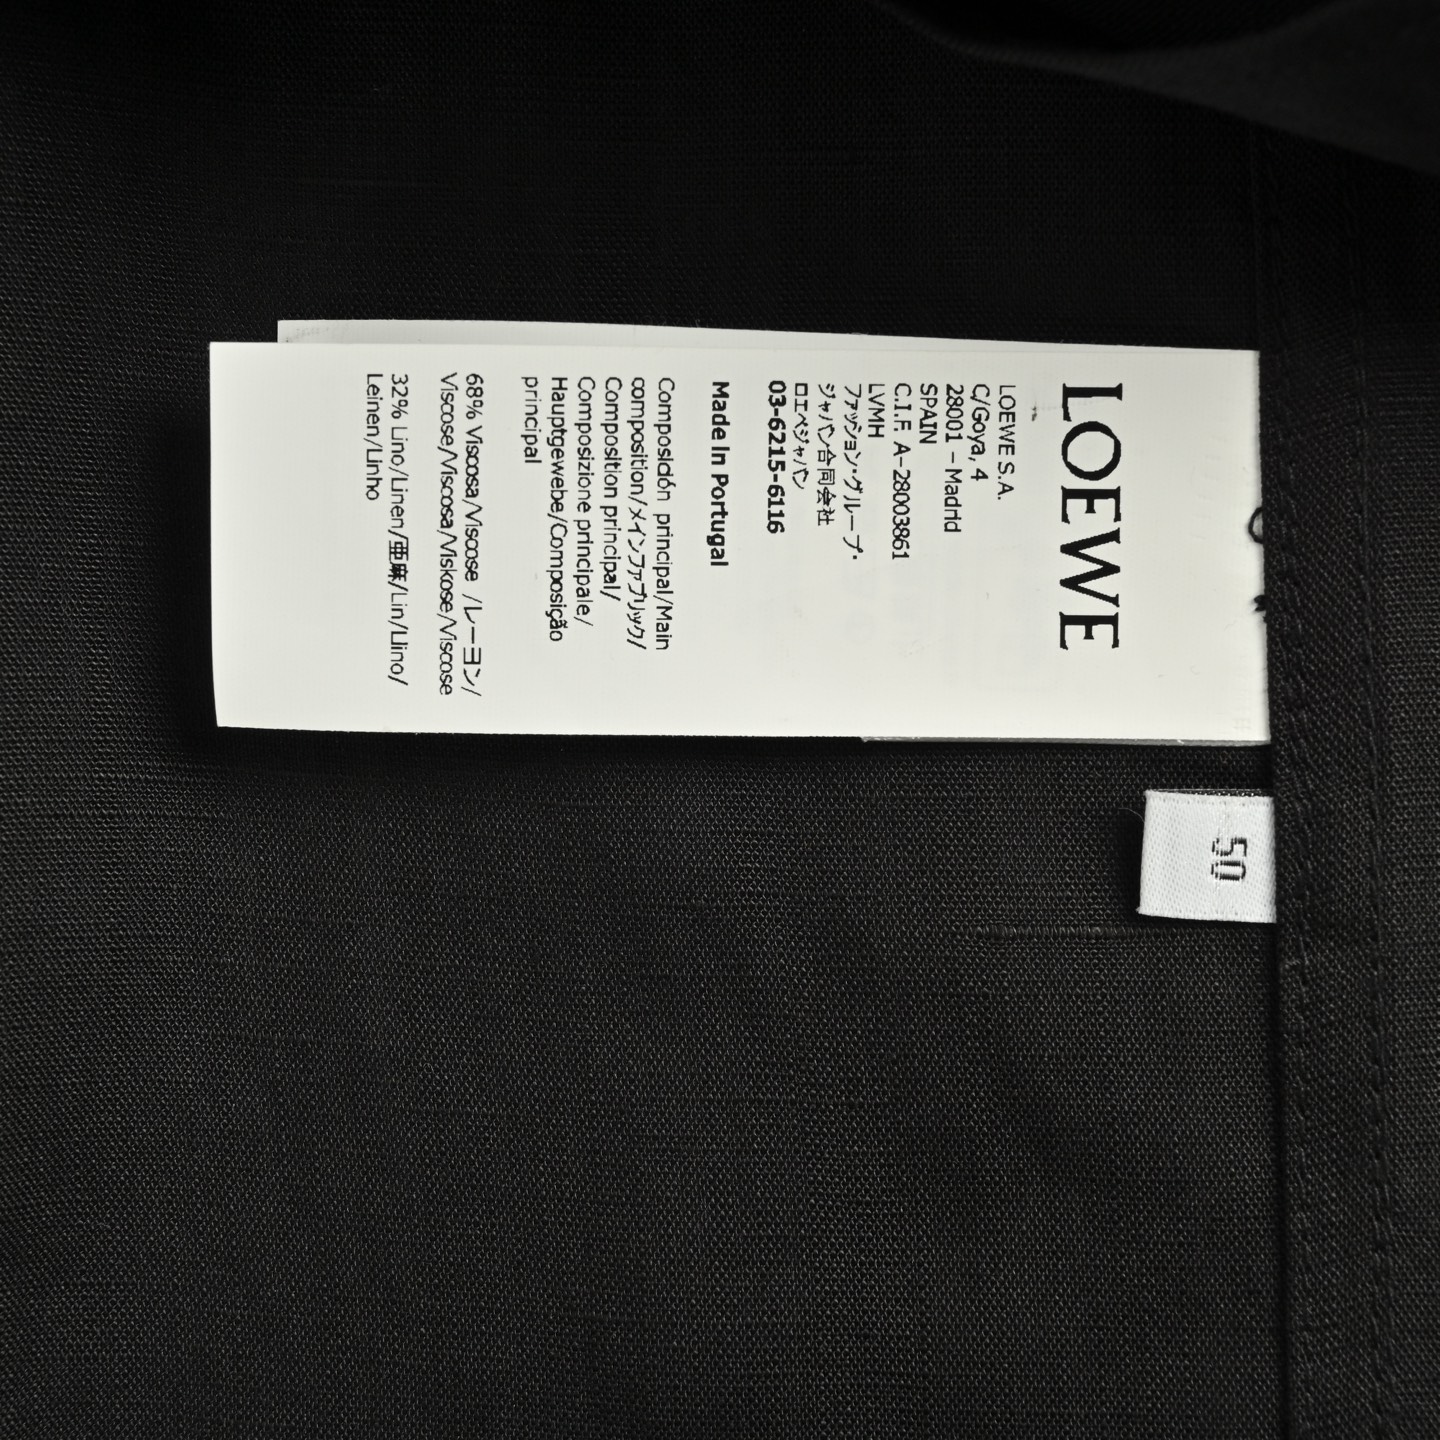 LOEWE
LOEWE S.A.
C/Goya, 4
28001 - Madrid
SPAIN
C.I.F. A-28003861
LVMH
ファッション・グループ・
ジャパン合同会社
ロエベジャパン
03-6215-6116
Made In Portugal
Composición principal/Main
composition/メインファブリック/
Composition principal/
Composizione principale/
Hauptgewebe/Composição
principal
68% Viscosa/Viscose /レーヨン/
Viscose/Viscosa/Viskose/Viscose
32% Lino/Linen/亜麻/Lin/Llino/
Leinen/Linho
50